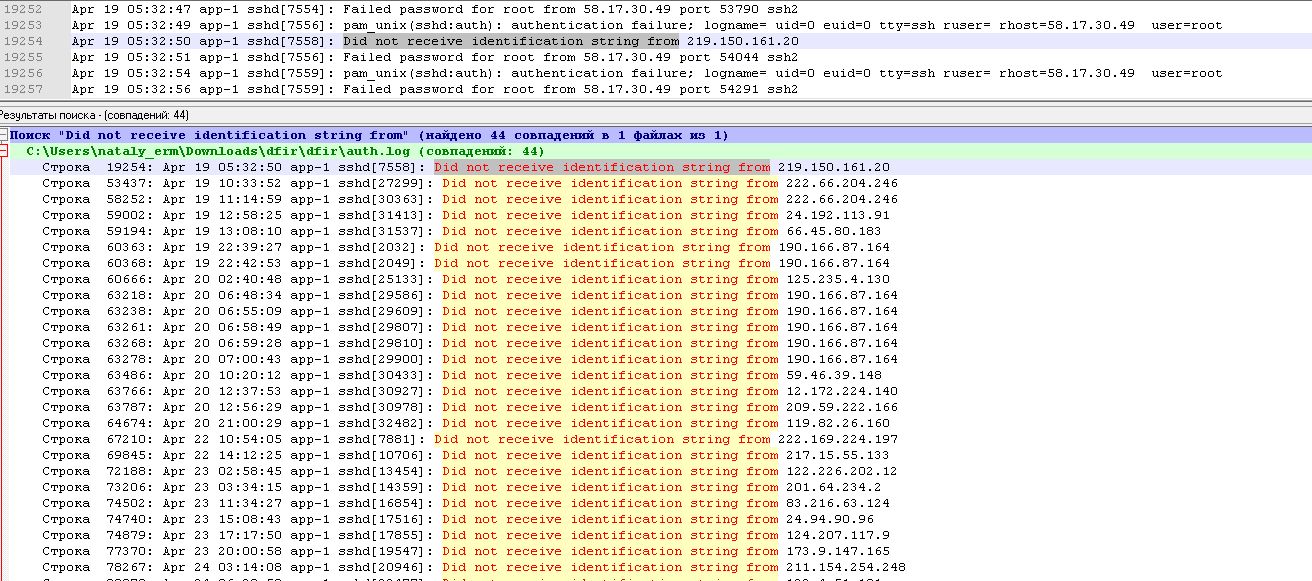 19252 Apr 19 05:32:47 app-1 sshd[7554]: Failed password for root from 58.17.30.49 port 53790 ssh2
19253 Apr 19 05:32:49 app-1 sshd[7556]: pam_unix(sshd:auth): authentication failure; logname= uid=0 euid=0 tty=ssh ruser= rhost=58.17.30.49  user=root
19254 Apr 19 05:32:50 app-1 sshd[7558]: Did not receive identification string from 219.150.161.20
19255 Apr 19 05:32:51 app-1 sshd[7556]: Failed password for root from 58.17.30.49 port 54044 ssh2
19256 Apr 19 05:32:54 app-1 sshd[7559]: pam_unix(sshd:auth): authentication failure; logname= uid=0 euid=0 tty=ssh ruser= rhost=58.17.30.49  user=root
19257 Apr 19 05:32:56 app-1 sshd[7559]: Failed password for root from 58.17.30.49 port 54291 ssh2
Результаты поиска - (совпадений: 44)
Поиск "Did not receive identification string from" (найдено 44 совпадений в 1 файлах из 1)
C:\Users\nataly_erm\Downloads\dfir\dfir\auth.log (совпадений: 44)
Строка 19254: Apr 19 05:32:50 app-1 sshd[7558]: Did not receive identification string from 219.150.161.20
Строка 53437: Apr 19 10:33:52 app-1 sshd[27299]: Did not receive identification string from 222.66.204.246
Строка 58252: Apr 19 11:14:59 app-1 sshd[30363]: Did not receive identification string from 222.66.204.246
Строка 59002: Apr 19 12:58:25 app-1 sshd[31413]: Did not receive identification string from 24.192.113.91
Строка 59194: Apr 19 13:08:10 app-1 sshd[31537]: Did not receive identification string from 66.45.80.183
Строка 60363: Apr 19 22:39:27 app-1 sshd[2032]: Did not receive identification string from 190.166.87.164
Строка 60368: Apr 19 22:42:53 app-1 sshd[2049]: Did not receive identification string from 190.166.87.164
Строка 60666: Apr 20 02:40:48 app-1 sshd[25133]: Did not receive identification string from 125.235.4.130
Строка 63218: Apr 20 06:48:34 app-1 sshd[29586]: Did not receive identification string from 190.166.87.164
Строка 63238: Apr 20 06:55:09 app-1 sshd[29609]: Did not receive identification string from 190.166.87.164
Строка 63261: Apr 20 06:58:49 app-1 sshd[29807]: Did not receive identification string from 190.166.87.164
Строка 63268: Apr 20 06:59:28 app-1 sshd[29810]: Did not receive identification string from 190.166.87.164
Строка 63278: Apr 20 07:00:43 app-1 sshd[29900]: Did not receive identification string from 190.166.87.164
Строка 63486: Apr 20 10:20:12 app-1 sshd[30433]: Did not receive identification string from 59.46.39.148
Строка 63766: Apr 20 12:37:53 app-1 sshd[30927]: Did not receive identification string from 12.172.224.140
Строка 63787: Apr 20 12:56:29 app-1 sshd[30978]: Did not receive identification string from 209.59.222.166
Строка 64674: Apr 20 21:00:29 app-1 sshd[32482]: Did not receive identification string from 119.82.26.160
Строка 67210: Apr 22 10:54:05 app-1 sshd[7881]: Did not receive identification string from 222.169.224.197
Строка 69845: Apr 22 14:12:25 app-1 sshd[10706]: Did not receive identification string from 217.15.55.133
Строка 72188: Apr 23 02:58:45 app-1 sshd[13454]: Did not receive identification string from 122.226.202.12
Строка 73206: Apr 23 03:34:15 app-1 sshd[14359]: Did not receive identification string from 201.64.234.2
Строка 74502: Apr 23 11:34:27 app-1 sshd[16854]: Did not receive identification string from 83.216.63.124
Строка 74740: Apr 23 15:08:43 app-1 sshd[17516]: Did not receive identification string from 24.94.90.96
Строка 74879: Apr 23 17:17:50 app-1 sshd[17855]: Did not receive identification string from 124.207.117.9
Строка 77370: Apr 23 20:00:58 app-1 sshd[19547]: Did not receive identification string from 173.9.147.165
Строка 78267: Apr 24 03:14:08 app-1 sshd[20946]: Did not receive identification string from 211.154.254.248